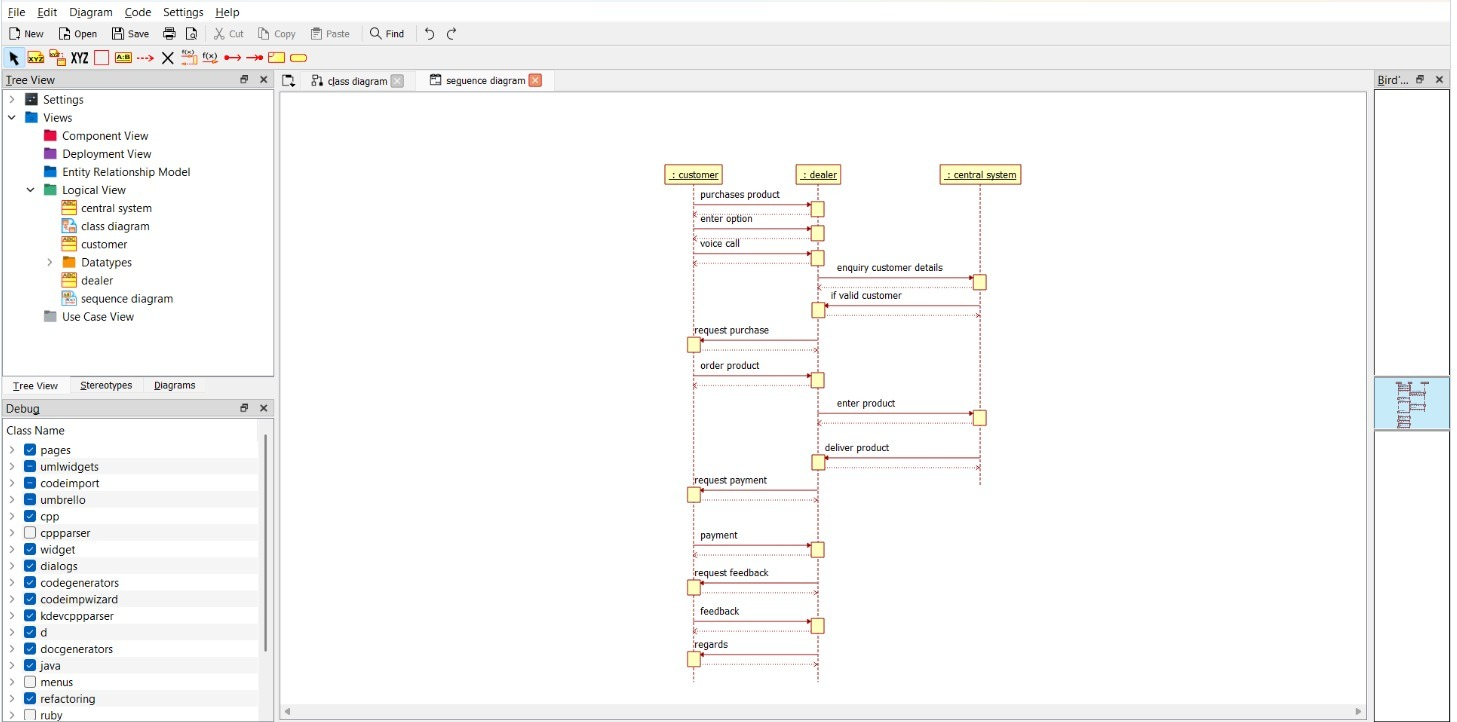 File Edit Diagram Code Settings Help
New Open Save Cut Copy Paste Find
XYZ XYZ A:B f(x) f(x)
Tree View
class diagram sequence diagram
Bird'...
Settings
Views
Component View
Deployment View
Entity Relationship Model
Logical View
ABC central system
class diagram
ABC customer
Datatypes
ABC dealer
sequence diagram
Use Case View
Tree View Stereotypes Diagrams
Debug
Class Name
pages
umlwidgets
codeimport
umbrello
cpp
cppparser
widget
dialogs
codegenerators
codeimpwizard
kdevcppparser
d
docgenerators
java
menus
refactoring
ruby
: customer : dealer : central system
purchases product
enter option
voice call
enquiry customer details
if valid customer
request purchase
order product
enter product
deliver product
request payment
payment
request feedback
feedback
regards